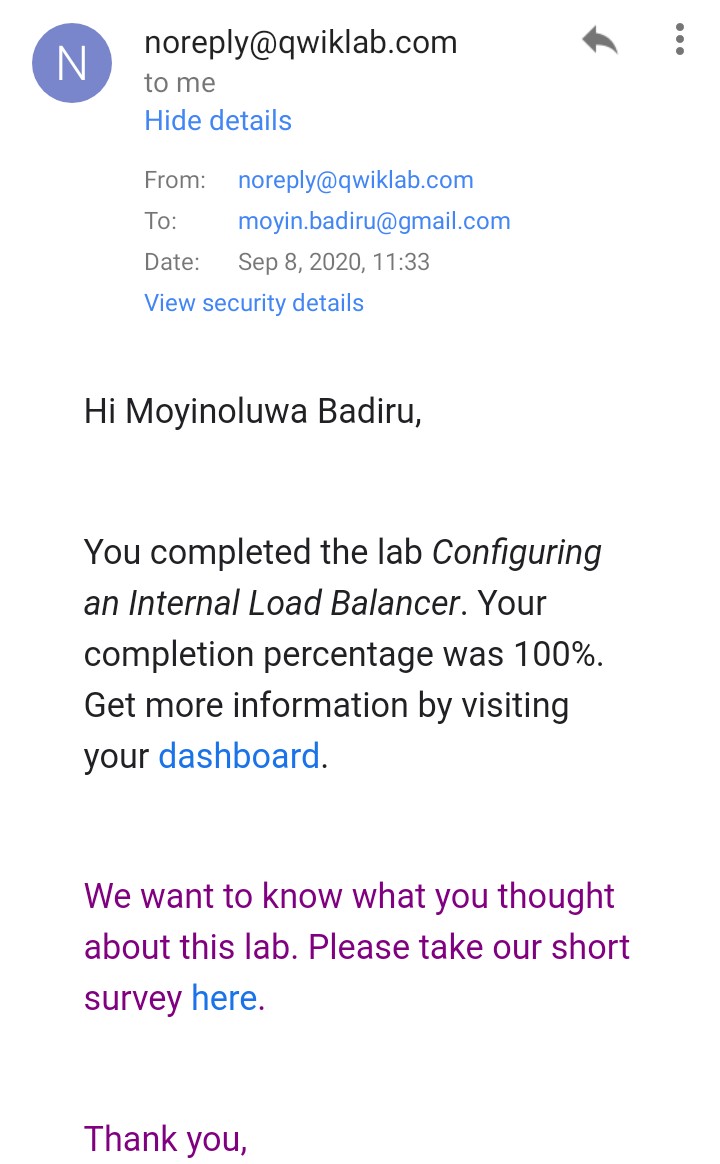 N
noreply@qwiklab.com
to me
Hide details
From: noreply@qwiklab.com
To: moyin.badiru@gmail.com
Date: Sep 8, 2020, 11:33
View security details
Hi Moyinoluwa Badiru,
You completed the lab Configuring
an Internal Load Balancer. Your
completion percentage was 100%.
Get more information by visiting
your dashboard.
We want to know what you thought
about this lab. Please take our short
survey here.
Thank you,